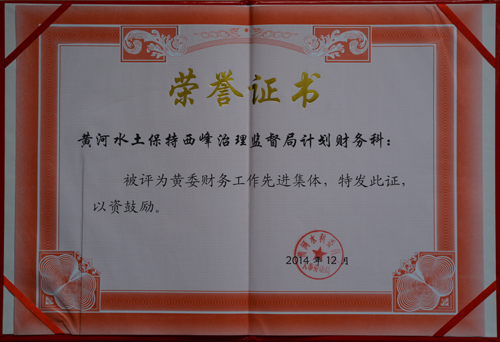 荣誉证书
黄河水土保持西峰治理监督局计划财务科：
被评为黄委财务工作先进集体，特发此证，
以资鼓励。
2014年12月